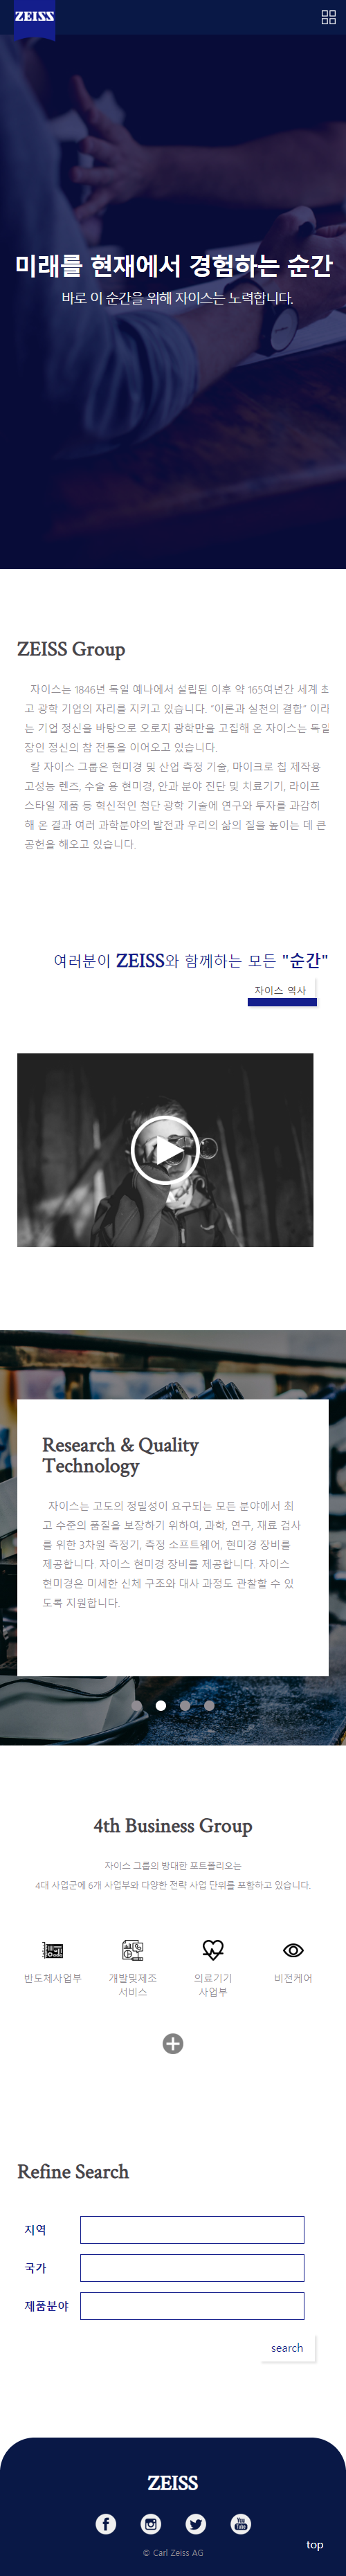 ZEISS
미래를 현재에서 경험하는 순간
바로 이 순간을 위해 자이스는 노력합니다.
ZEISS Group
자이스는 1846년 독일 예나에서 설립된 이후 약 165여년간 세계 최
고 광학 기업의 자리를 지키고 있습니다. "이론과 실천의 결합" 이라
는 기업 정신을 바탕으로 오로지 광학만을 고집해 온 자이스는 독일
장인 정신의 참 전통을 이어오고 있습니다.
칼 자이스 그룹은 현미경 및 산업 측정 기술, 마이크로 칩 제작용
고성능 렌즈, 수술 용 현미경, 안과 분야 진단 및 치료기기, 라이프
스타일 제품 등 혁신적인 첨단 광학 기술에 연구와 투자를 과감히
해 온 결과 여러 과학분야의 발전과 우리의 삶의 질을 높이는 데 큰
공헌을 해오고 있습니다.
여러분이 ZEISS와 함께하는 모든 "순간"
자이스 역사
Research & Quality
Technology
자이스는 고도의 정밀성이 요구되는 모든 분야에서 최
고 수준의 품질을 보장하기 위하여, 과학, 연구, 재료 검사
를 위한 3차원 측정기, 측정 소프트웨어, 현미경 장비를
제공합니다. 자이스 현미경 장비를 제공합니다. 자이스
현미경은 미세한 신체 구조와 대사 과정도 관찰할 수 있
도록 지원합니다.
4th Business Group
자이스 그룹의 방대한 포트폴리오는
4대 사업군에 6개 사업부와 다양한 전략 사업 단위를 포함하고 있습니다.
반도체사업부 개발및제조 의료기기 비전케어
서비스 사업부
Refine Search
지역
국가
제품분야
search
ZEISS
You
Tube
top
© Carl Zeiss AG